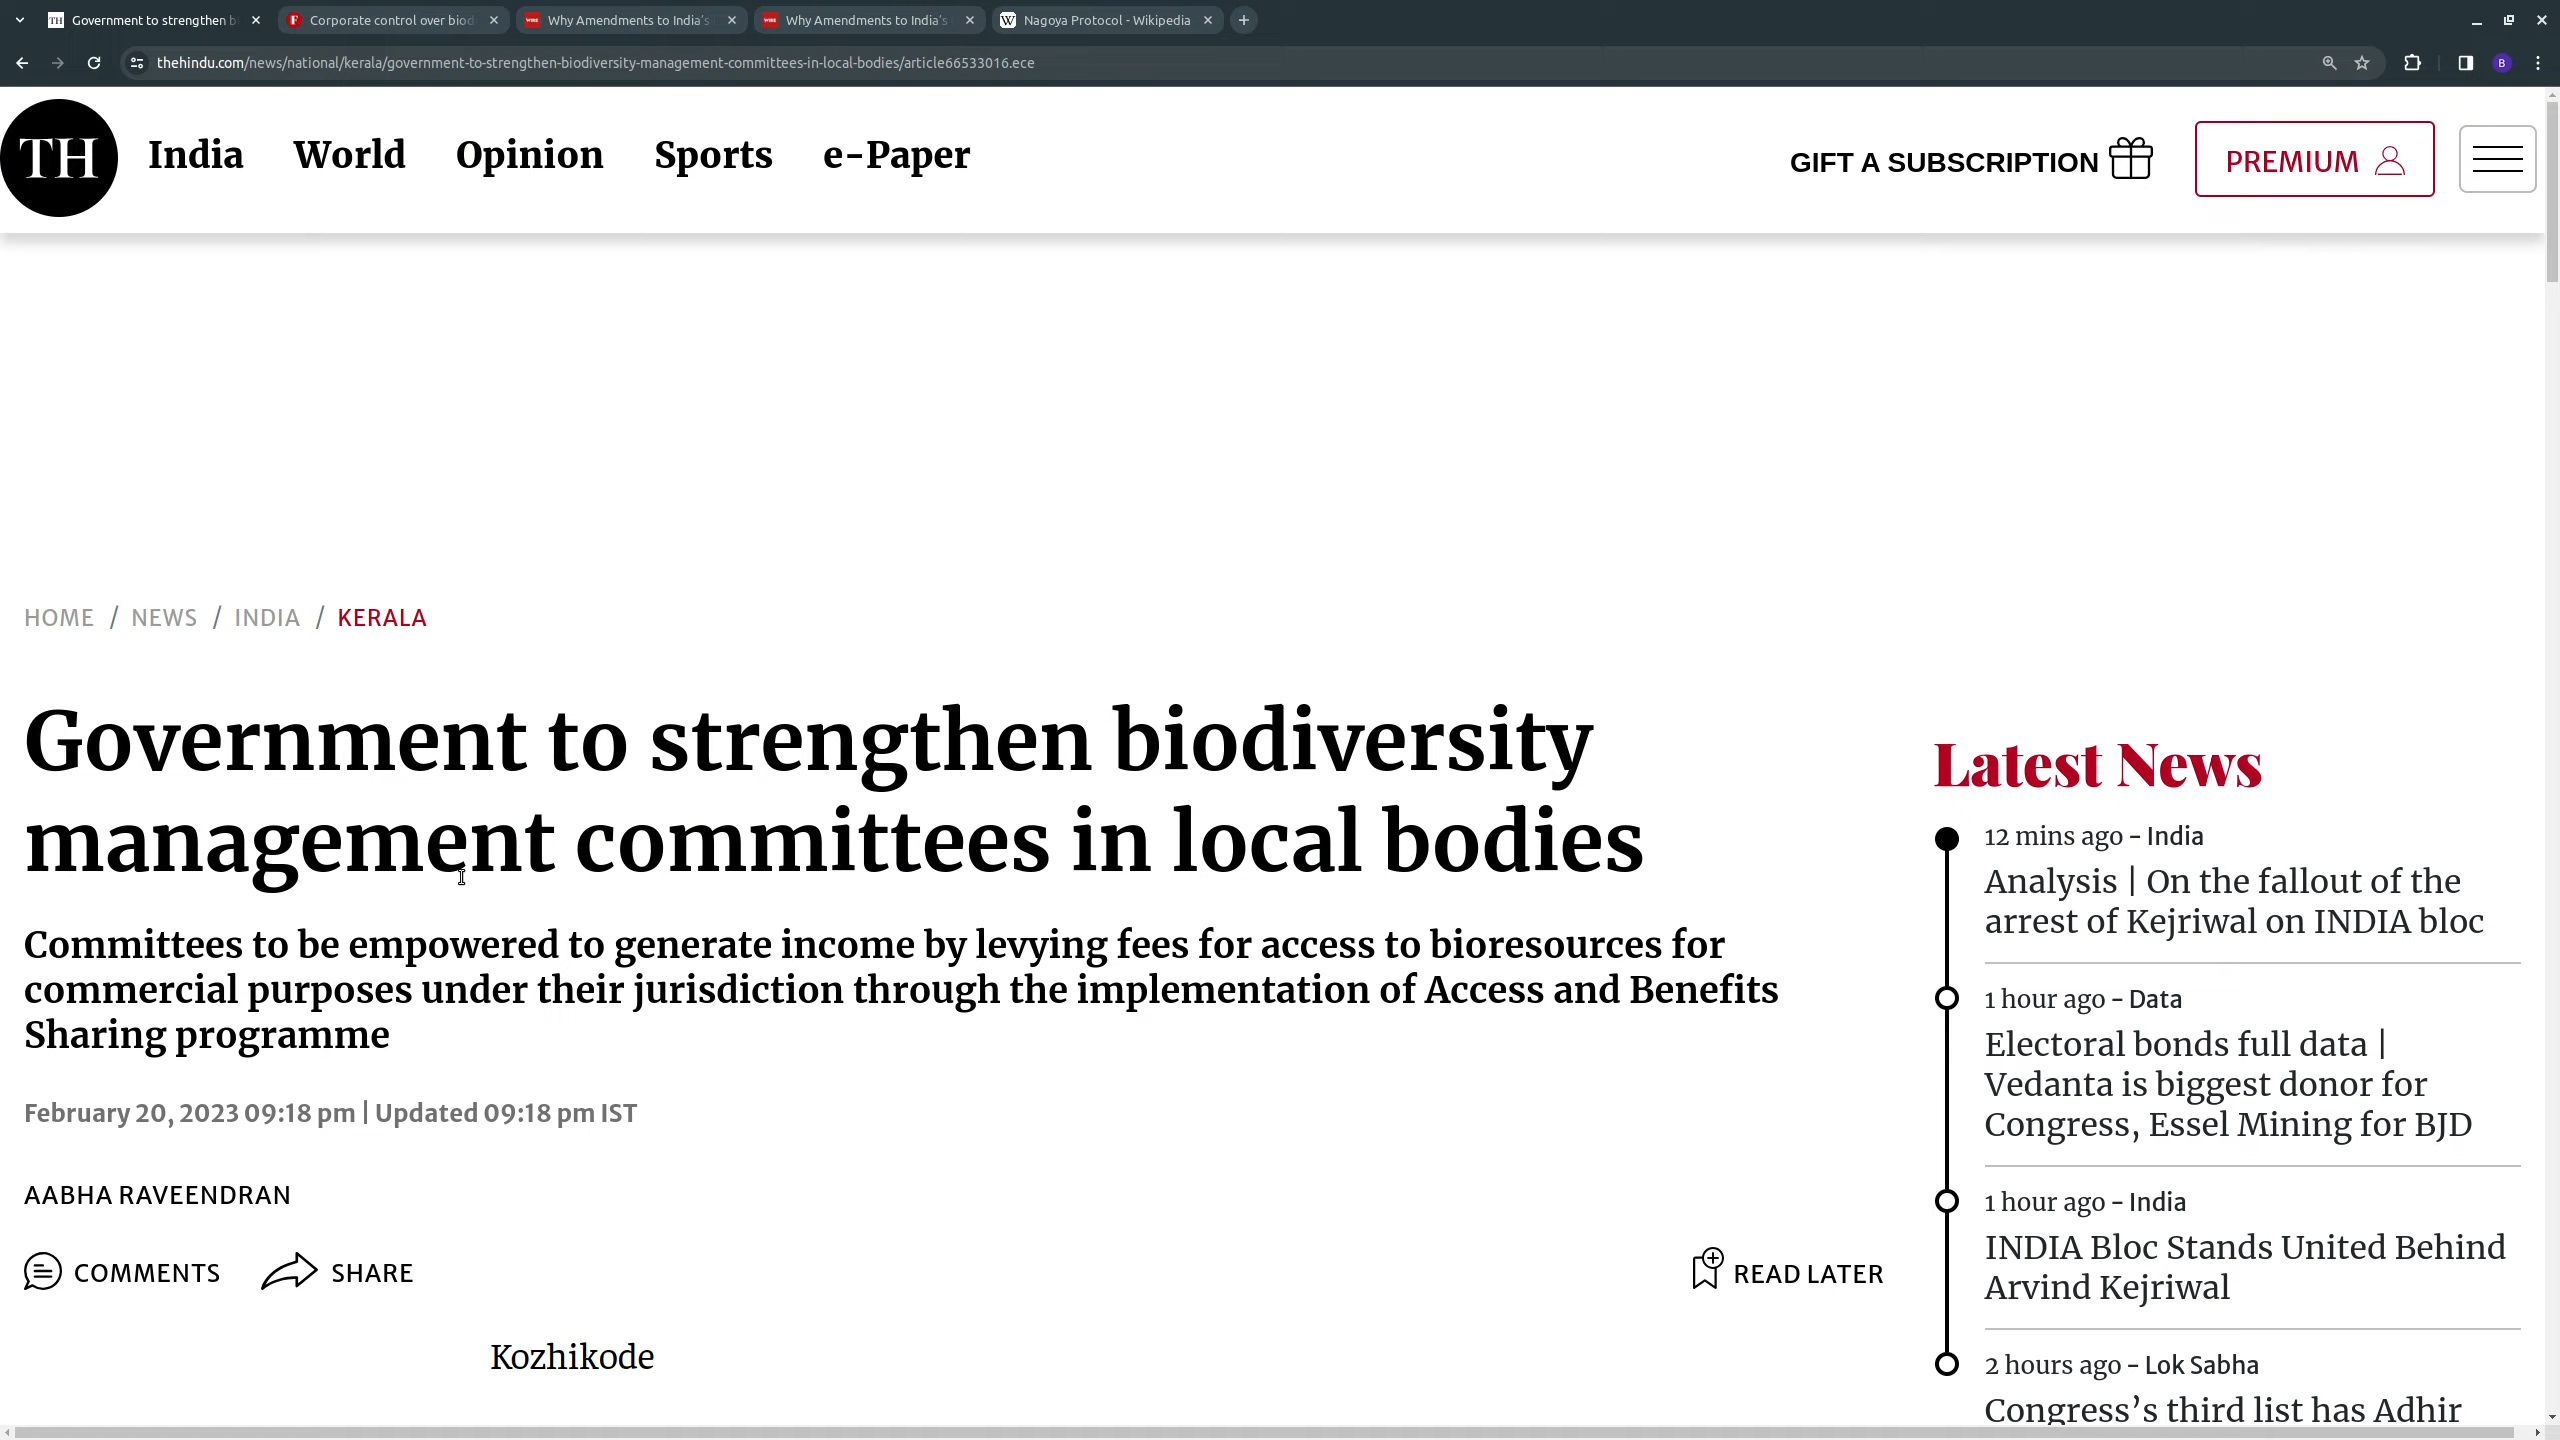 Government to strengthen b
Corporate control over biod
Why Amendments to India's
Why Amendments to India's
Nagoya Protocol - Wikipedia
thehindu.com/news/national/kerala/government-to-strengthen-biodiversity-management-committees-in-local-bodies/article66533016.ece
B
TH
India
World
Opinion
Sports
e-Paper
GIFT A SUBSCRIPTION
PREMIUM
HOME / NEWS / INDIA / KERALA
Government to strengthen biodiversity
management committees in local bodies
Committees to be empowered to generate income by levying fees for access to bioresources for
commercial purposes under their jurisdiction through the implementation of Access and Benefits
Sharing programme
February 20, 2023 09:18 pm | Updated 09:18 pm IST
AABHA RAVEENDRAN
COMMENTS
SHARE
READ LATER
Kozhikode
Latest News
12 mins ago - India
Analysis | On the fallout of the
arrest of Kejriwal on INDIA bloc
1 hour ago - Data
Electoral bonds full data |
Vedanta is biggest donor for
Congress, Essel Mining for BJD
1 hour ago - India
INDIA Bloc Stands United Behind
Arvind Kejriwal
2 hours ago - Lok Sabha
Congress’s third list has Adhir